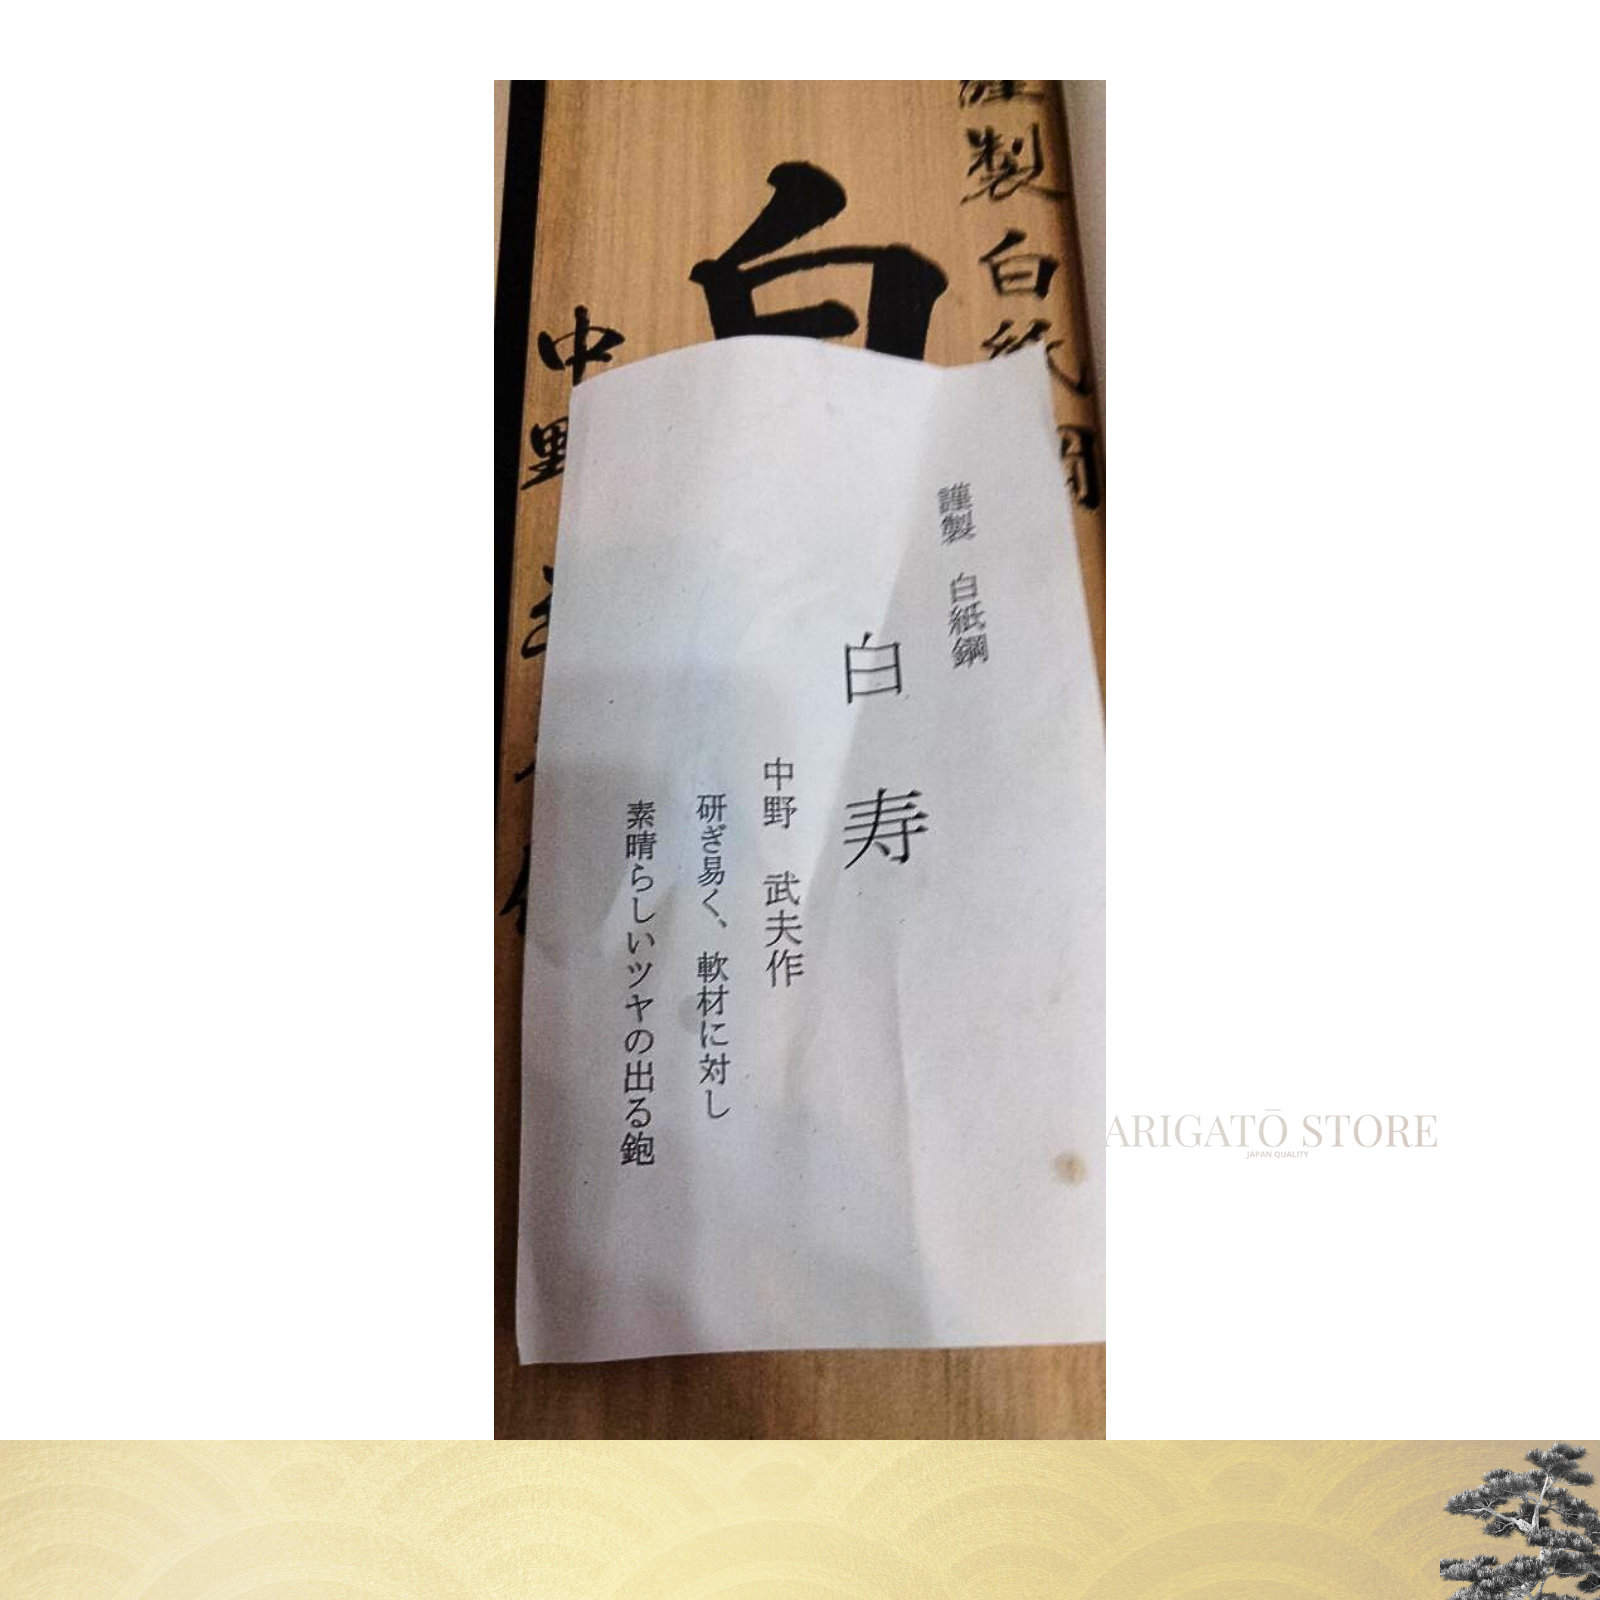 謹製 白紙鋼
白寿
中野 武夫作
研ぎ易く、軟材に対し
素晴らしいツヤの出る鉋
製白紙鋼
白
中野
ARIGATŌ STORE
JAPAN QUALITY